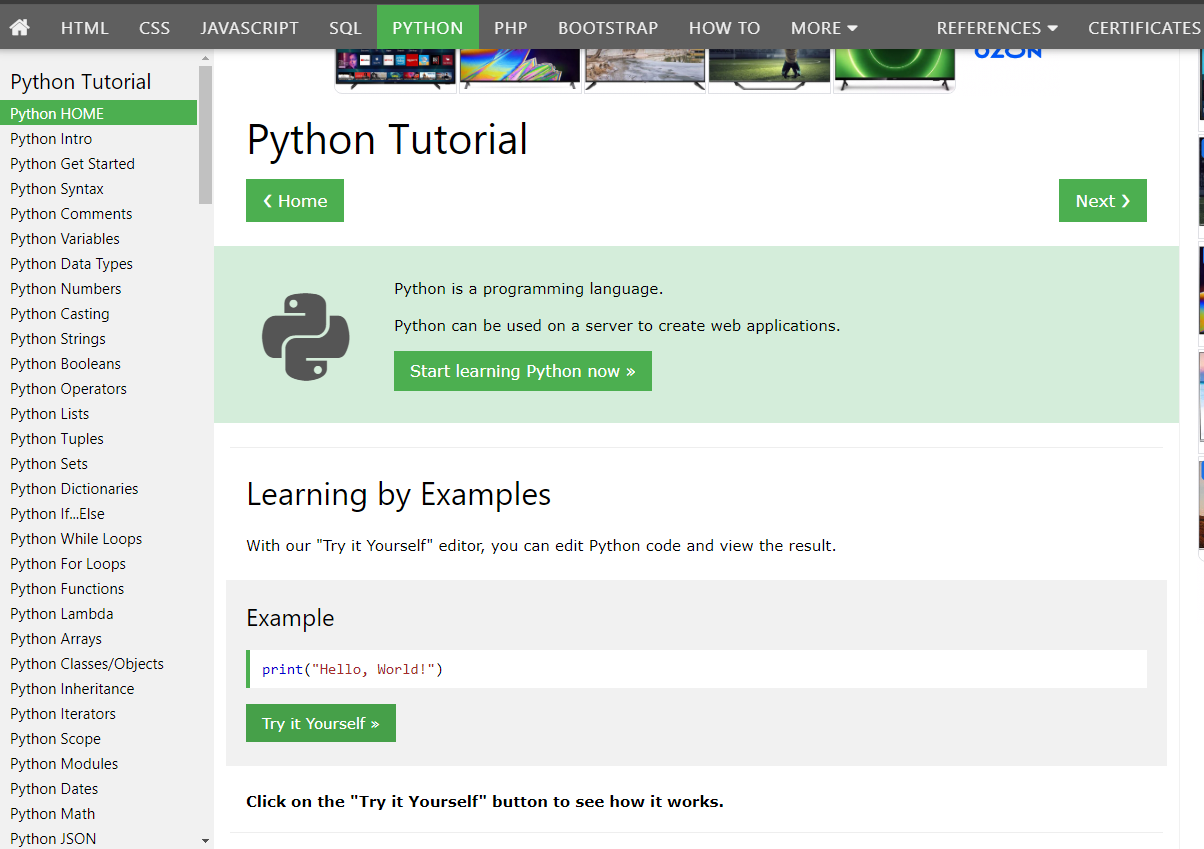 HTML CSS JAVASCRIPT SQL PYTHON PHP BOOTSTRAP HOW TO MORE REFERENCES CERTIFICATES
Python Tutorial
Python HOME
Python Intro
Python Get Started
Python Syntax
Python Comments
Python Variables
Python Data Types
Python Numbers
Python Casting
Python Strings
Python Booleans
Python Operators
Python Lists
Python Tuples
Python Sets
Python Dictionaries
Python If...Else
Python While Loops
Python For Loops
Python Functions
Python Lambda
Python Arrays
Python Classes/Objects
Python Inheritance
Python Iterators
Python Scope
Python Modules
Python Dates
Python Math
Python JSON
OZON
Python Tutorial
❮ Home
Next ❯
Python is a programming language.
Python can be used on a server to create web applications.
Start learning Python now »
Learning by Examples
With our "Try it Yourself" editor, you can edit Python code and view the result.
Example
print("Hello, World!")
Try it Yourself »
Click on the "Try it Yourself" button to see how it works.